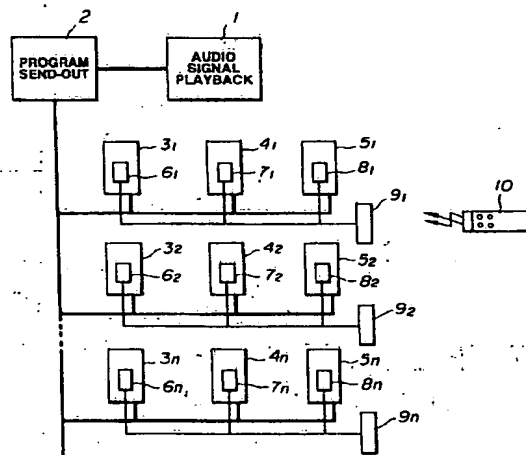 2
1
PROGRAM
SEND-OUT
AUDIO
SIGNAL
PLAYBACK
3₁
4₁
5₁
6₁
7₁
8₁
9₁
10
3₂
4₂
5₂
6₂
7₂
8₂
9₂
3n
4n
5n
6n
7n
8n
9n